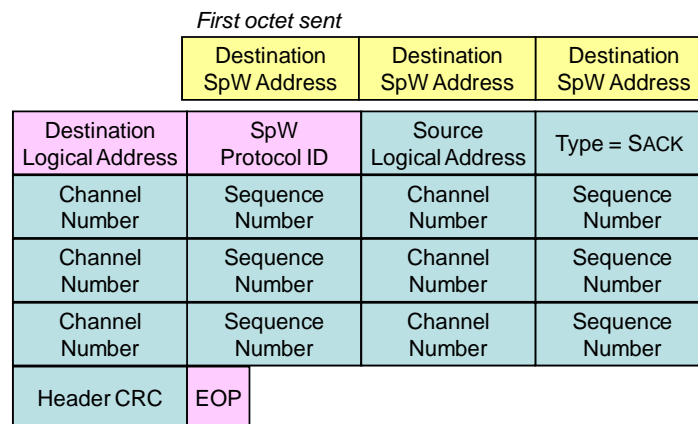 First octet sent
Destination Destination Destination
SpW Address SpW Address SpW Address
Destination SpW Source Type = SACK
Logical Address Protocol ID Logical Address
Channel Sequence Channel Sequence
Number Number Number Number
Channel Sequence Channel Sequence
Number Number Number Number
Channel Sequence Channel Sequence
Number Number Number Number
Header CRC EOP